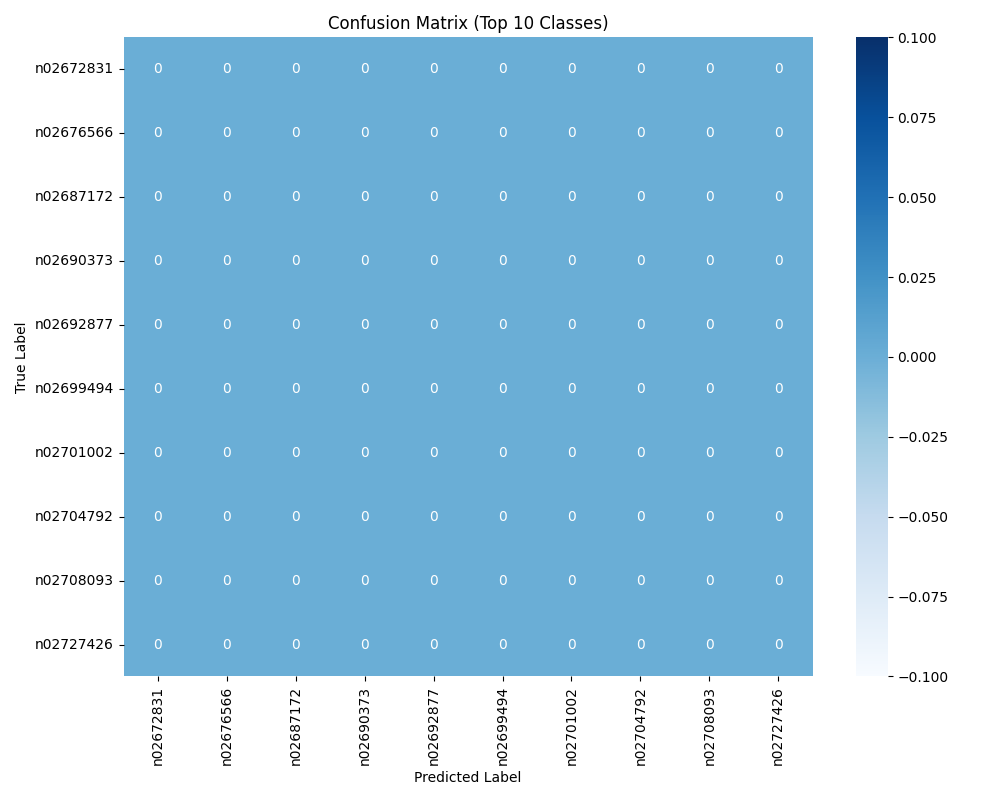 Confusion Matrix (Top 10 Classes)
n02672831 0 0 0 0 0 0 0 0 0 0
n02676566 0 0 0 0 0 0 0 0 0 0
n02687172 0 0 0 0 0 0 0 0 0 0
n02690373 0 0 0 0 0 0 0 0 0 0
n02692877 0 0 0 0 0 0 0 0 0 0
n02699494 0 0 0 0 0 0 0 0 0 0
n02701002 0 0 0 0 0 0 0 0 0 0
n02704792 0 0 0 0 0 0 0 0 0 0
n02708093 0 0 0 0 0 0 0 0 0 0
n02727426 0 0 0 0 0 0 0 0 0 0
True Label
n02672831
n02676566
n02687172
n02690373
n02692877
n02699494
n02701002
n02704792
n02708093
n02727426
Predicted Label
0.100
0.075
0.050
0.025
0.000
−0.025
−0.050
−0.075
−0.100